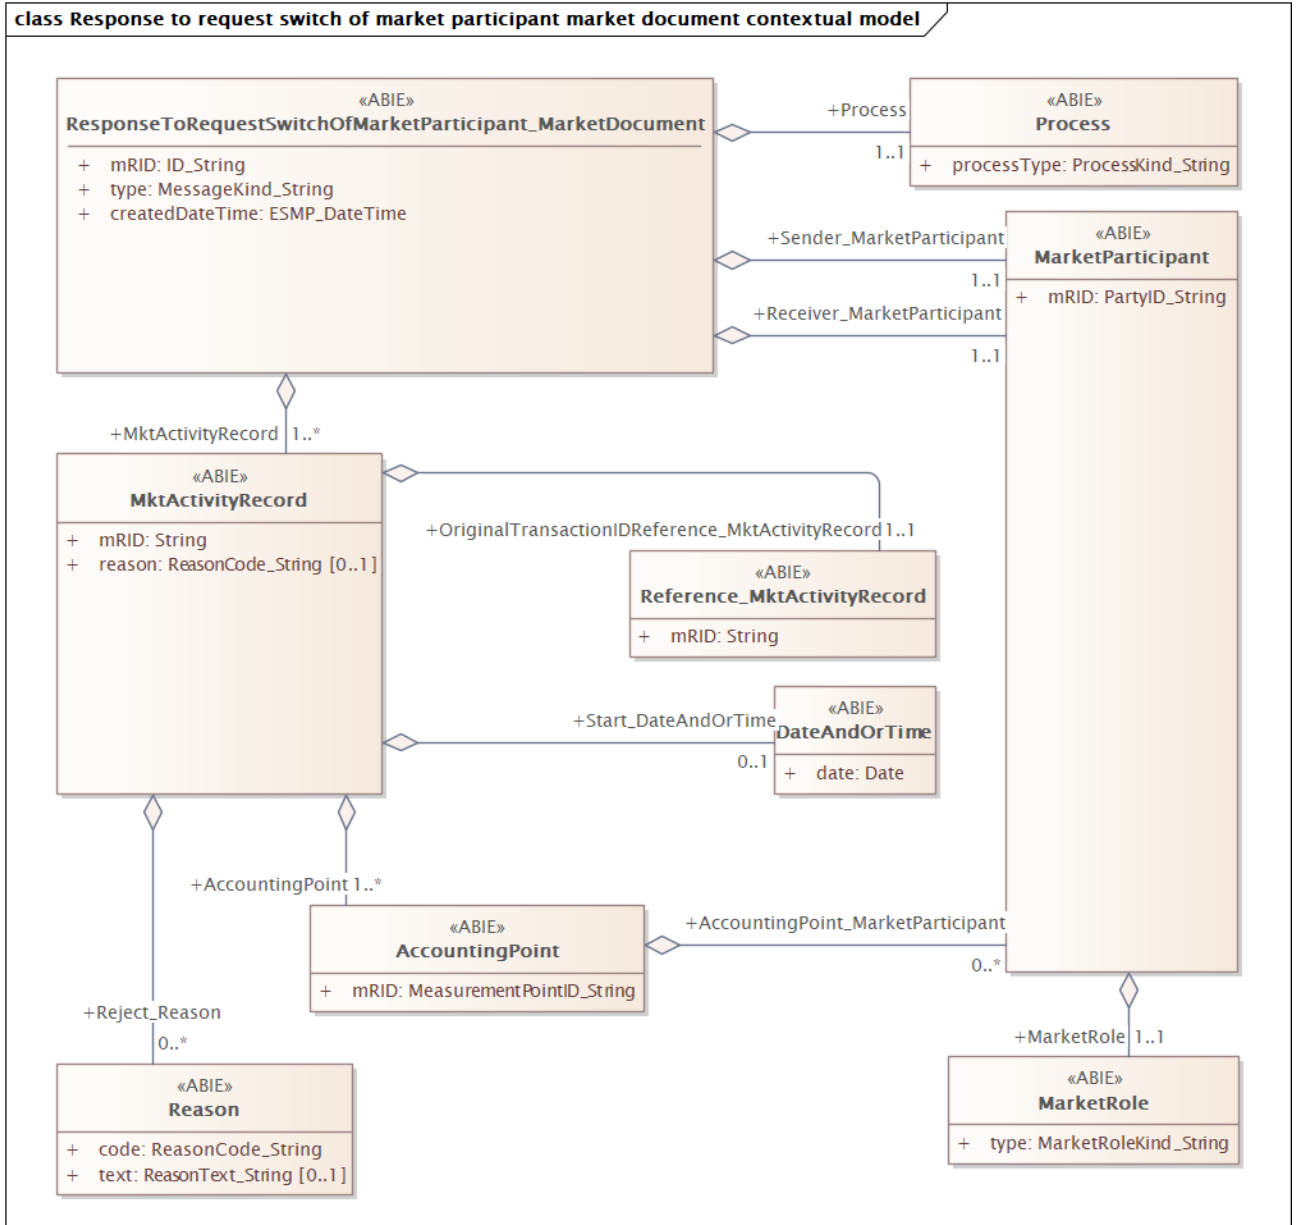 class Response to request switch of market participant market document contextual model
«ABIE»
ResponseToRequestSwitchOfMarketParticipant_MarketDocument
+ mRID: ID_String
+ type: MessageKind_String
+ createdDateTime: ESMP_DateTime
+Process
1..1
«ABIE»
Process
+ processType: ProcessKind_String
+Sender_MarketParticipant
1..1
+Receiver_MarketParticipant
1..1
«ABIE»
MarketParticipant
+ mRID: PartyID_String
+MktActivityRecord 1..*
«ABIE»
MktActivityRecord
+ mRID: String
+ reason: ReasonCode_String [0..1]
+OriginalTransactionIDReference_MktActivityRecord 1..1
«ABIE»
Reference_MktActivityRecord
+ mRID: String
+Start_DateAndOrTime
0..1
«ABIE»
DateAndOrTime
+ date: Date
+AccountingPoint 1..*
«ABIE»
AccountingPoint
+ mRID: MeasurementPointID_String
+AccountingPoint_MarketParticipant
0..*
+Reject_Reason
0..*
«ABIE»
Reason
+ code: ReasonCode_String
+ text: ReasonText_String [0..1]
+MarketRole 1..1
«ABIE»
MarketRole
+ type: MarketRoleKind_String